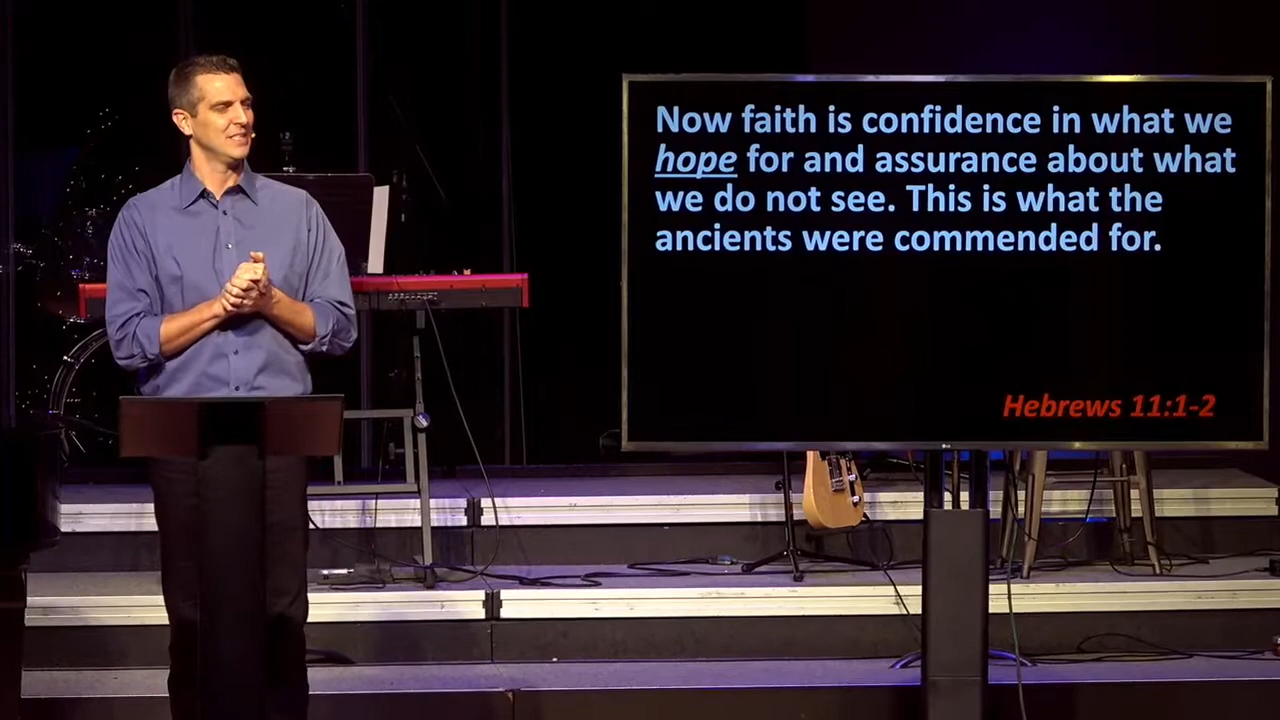 Now faith is confidence in what we
hope for and assurance about what
we do not see. This is what the
ancients were commended for.
Hebrews 11:1-2